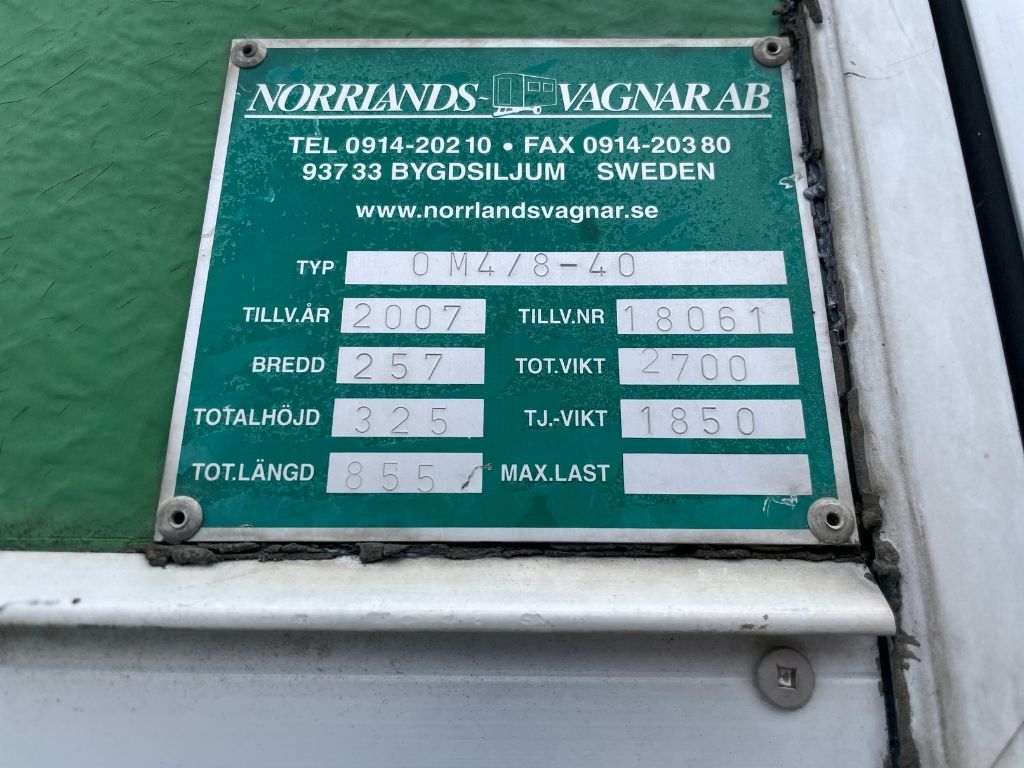 NORRLANDS- VAGNAR AB
TEL 0914-202 10 • FAX 0914-203 80
937 33 BYGDSILJUM SWEDEN
www.norrlandsvagnar.se
TYP 0 M4/8-40
TILLV.ÅR 2007 TILLV.NR 18061
BREDD 257 TOT.VIKT 2700
TOTALHÖJD 325 TJ.-VIKT 1850
TOT.LÄNGD 855 MAX.LAST